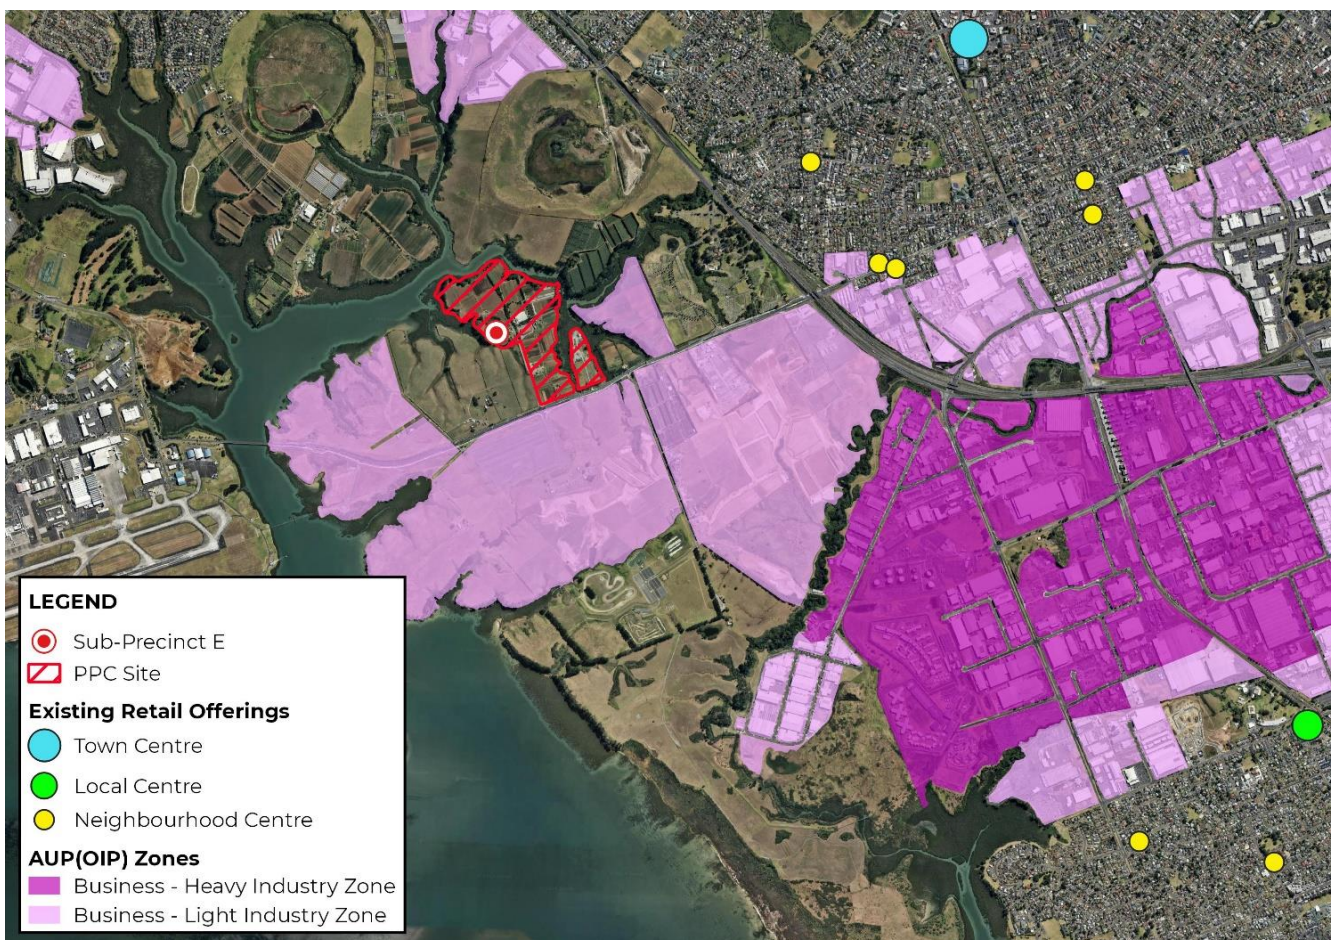 LEGEND
Sub-Precinct E
PPC Site
Existing Retail Offerings
Town Centre
Local Centre
Neighbourhood Centre
AUP(OIP) Zones
Business - Heavy Industry Zone
Business - Light Industry Zone